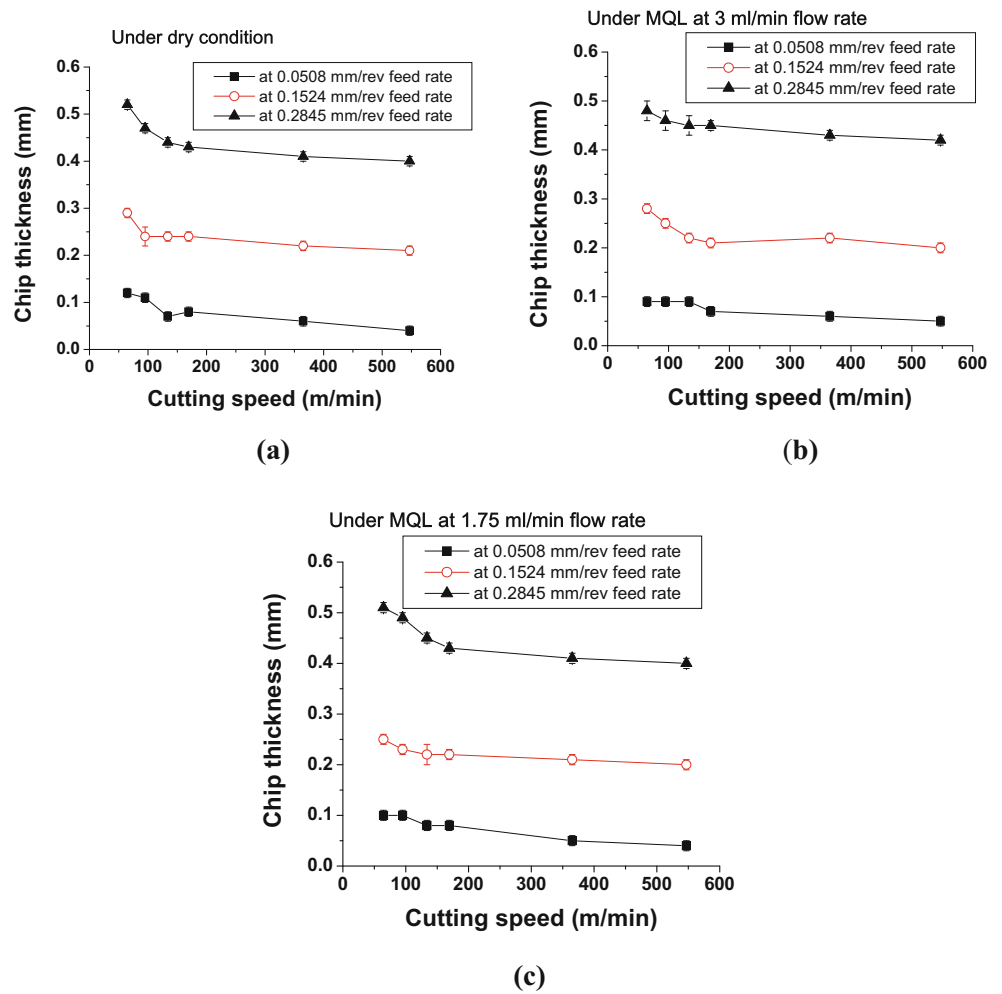 Under dry condition
at 0.0508 mm/rev feed rate
at 0.1524 mm/rev feed rate
at 0.2845 mm/rev feed rate
0.6
0.5
0.4
0.3
0.2
0.1
0.0
Chip thickness (mm)
0 100 200 300 400 500 600
Cutting speed (m/min)
(a)
Under MQL at 3 ml/min flow rate
at 0.0508 mm/rev feed rate
at 0.1524 mm/rev feed rate
at 0.2845 mm/rev feed rate
0.6
0.5
0.4
0.3
0.2
0.1
0.0
Chip thickness (mm)
0 100 200 300 400 500 600
Cutting speed (m/min)
(b)
Under MQL at 1.75 ml/min flow rate
at 0.0508 mm/rev feed rate
at 0.1524 mm/rev feed rate
at 0.2845 mm/rev feed rate
0.6
0.5
0.4
0.3
0.2
0.1
0.0
Chip thickness (mm)
0 100 200 300 400 500 600
Cutting speed (m/min)
(c)